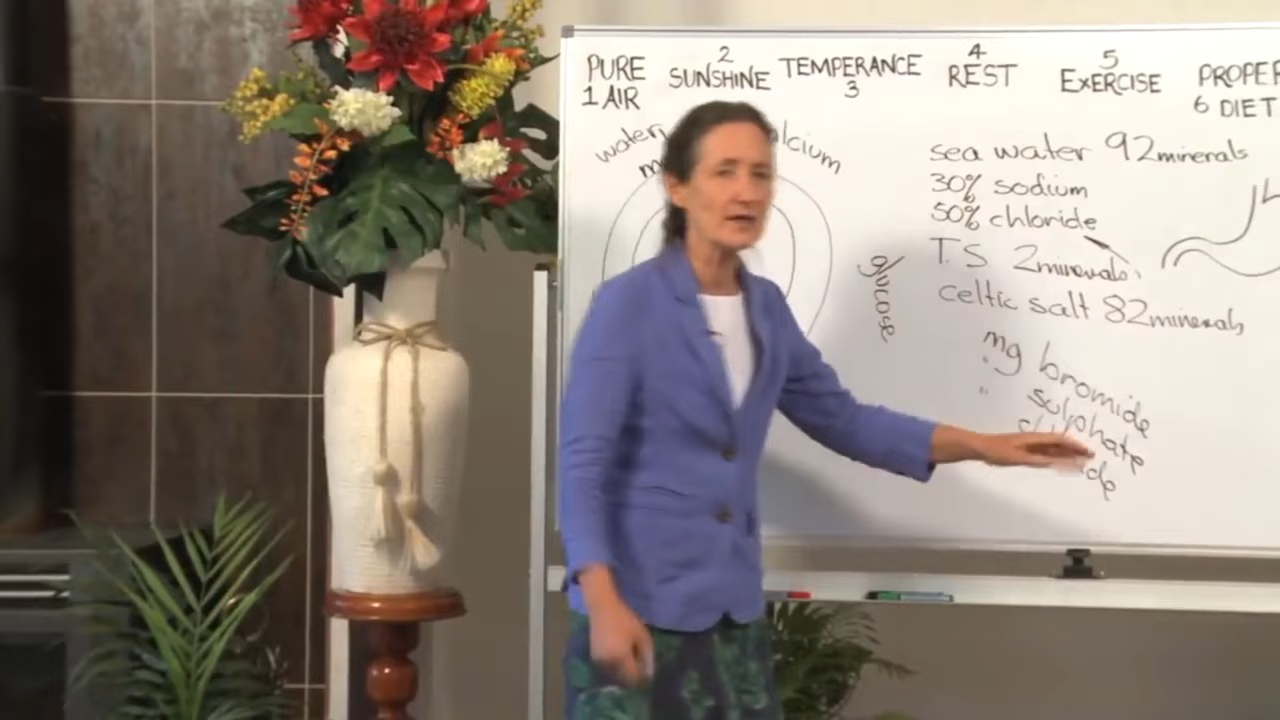 PURE
1 AIR
2
SUNSHINE
TEMPERANCE
3
4
REST
5
EXERCISE
PROPER
6 DIET
water
m
alcium
glucose
sea water 92 minerals
30% sodium
50% chloride
T.S. 2 minerals.
celtic salt 82 minerals
mg bromide
" sulphate
"